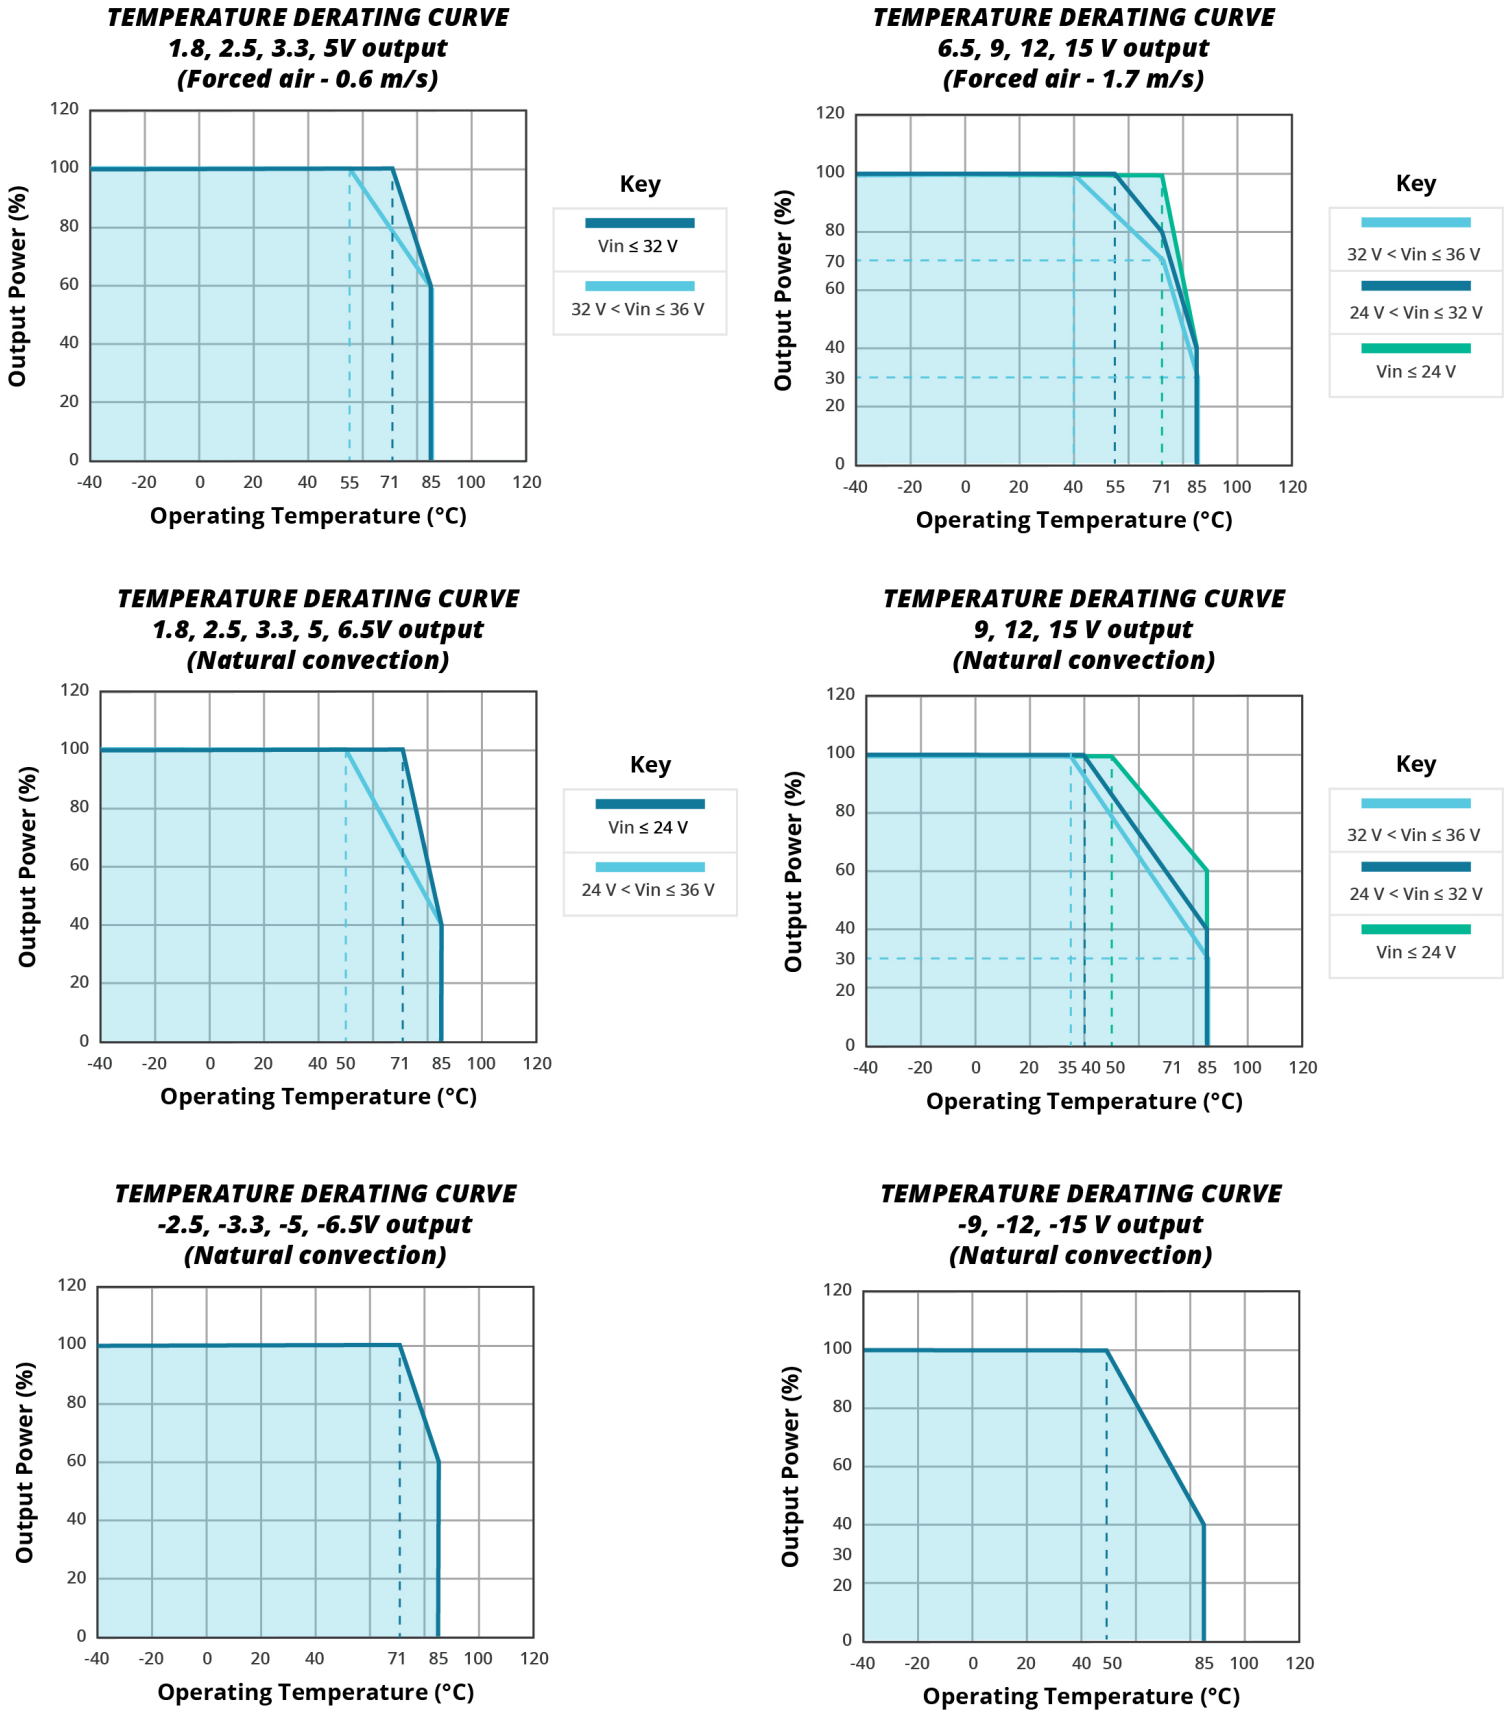 TEMPERATURE DERATING CURVE
1.8, 2.5, 3.3, 5V output
(Forced air - 0.6 m/s)
120
100
80
60
40
20
0
Output Power (%)
-40 -20 0 20 40 55 71 85 100 120
Operating Temperature (°C)
Key
Vin ≤ 32 V
32 V < Vin ≤ 36 V
TEMPERATURE DERATING CURVE
6.5, 9, 12, 15 V output
(Forced air - 1.7 m/s)
120
100
80
70
60
40
30
20
0
Output Power (%)
-40 -20 0 20 40 55 71 85 100 120
Operating Temperature (°C)
Key
32 V < Vin ≤ 36 V
24 V < Vin ≤ 32 V
Vin ≤ 24 V
TEMPERATURE DERATING CURVE
1.8, 2.5, 3.3, 5, 6.5V output
(Natural convection)
120
100
80
60
40
20
0
Output Power (%)
-40 -20 0 20 40 50 71 85 100 120
Operating Temperature (°C)
Key
Vin ≤ 24 V
24 V < Vin ≤ 36 V
TEMPERATURE DERATING CURVE
9, 12, 15 V output
(Natural convection)
120
100
80
60
40
30
20
0
Output Power (%)
-40 -20 0 20 35 40 50 71 85 100 120
Operating Temperature (°C)
Key
32 V < Vin ≤ 36 V
24 V < Vin ≤ 32 V
Vin ≤ 24 V
TEMPERATURE DERATING CURVE
-2.5, -3.3, -5, -6.5V output
(Natural convection)
120
100
80
60
40
20
0
Output Power (%)
-40 -20 0 20 40 71 85 100 120
Operating Temperature (°C)
TEMPERATURE DERATING CURVE
-9, -12, -15 V output
(Natural convection)
120
100
80
60
40
30
20
0
Output Power (%)
-40 -20 0 20 40 50 85 100 120
Operating Temperature (°C)